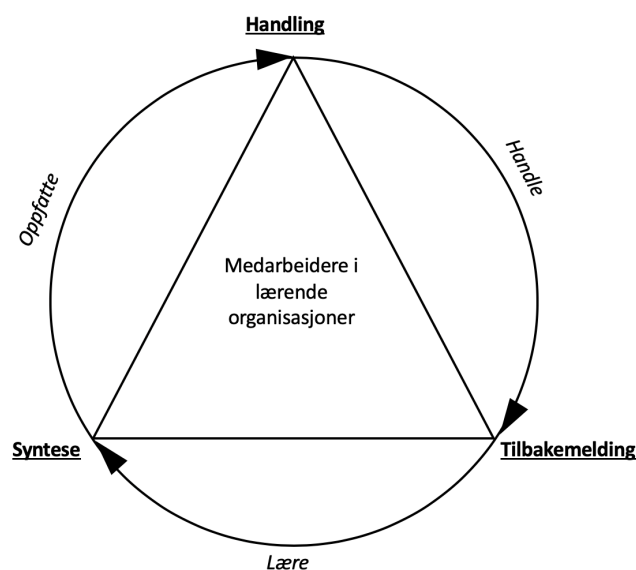 Handling
Handle
Oppfatte
Medarbeidere i
lærende
organisasjoner
Syntese
Tilbakemelding
Lære